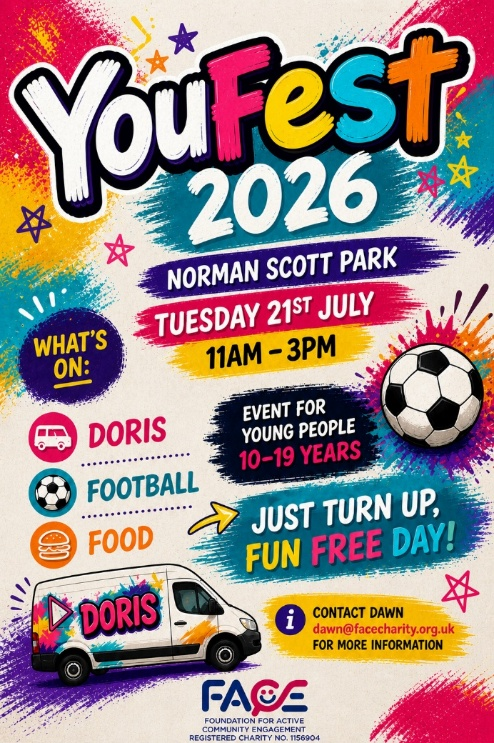 YouFest
2026
NORMAN SCOTT PARK
TUESDAY 21ST JULY
11AM – 3PM
WHAT'S
ON:
DORIS
FOOTBALL
FOOD
EVENT FOR
YOUNG PEOPLE
10–19 YEARS
JUST TURN UP,
FUN FREE DAY!
DORIS
i
CONTACT DAWN
dawn@facecharity.org.uk
FOR MORE INFORMATION
FACE
FOUNDATION FOR ACTIVE
COMMUNITY ENGAGEMENT
REGISTERED CHARITY NO. 1156904